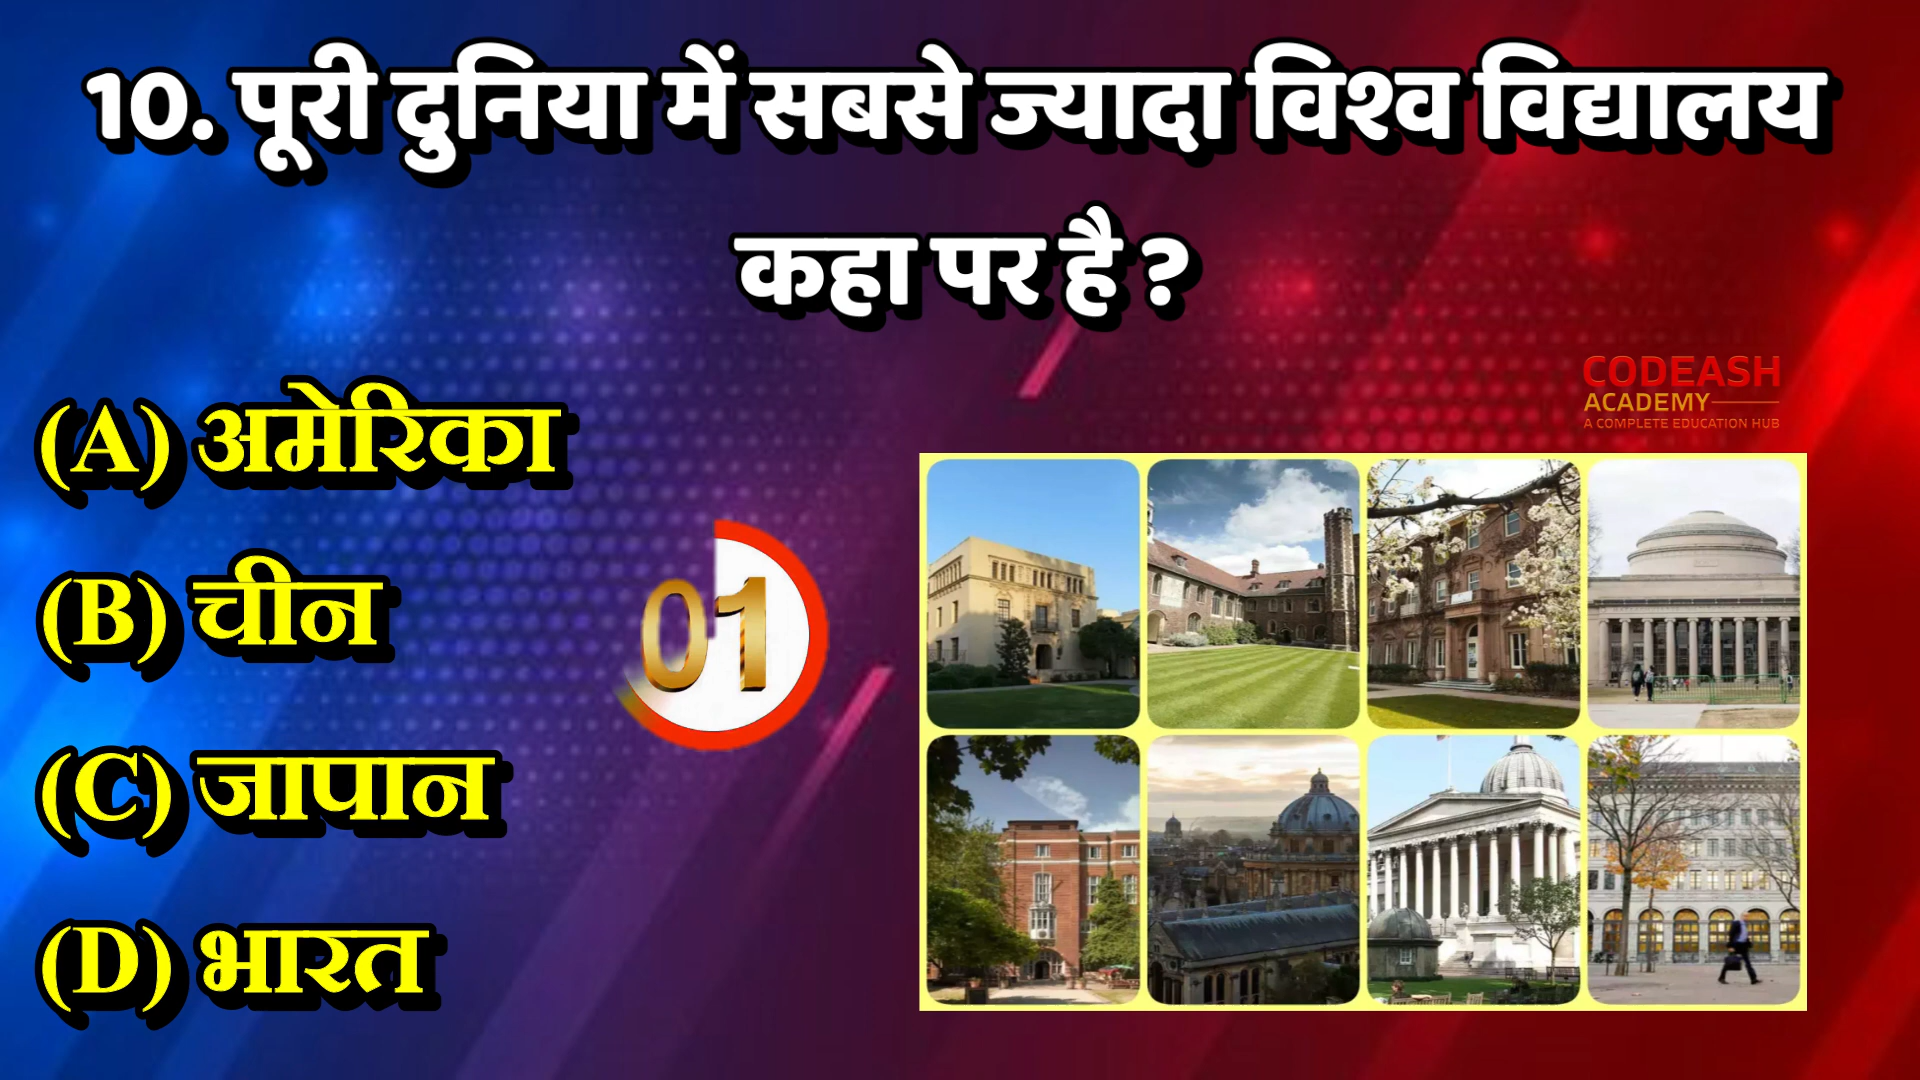 10. पूरी दुनिया में सबसे ज्यादा विश्व विद्यालय
कहा पर है ?
(A) अमेरिका
(B) चीन
(C) जापान
(D) भारत
01
CODEASH
ACADEMY
A COMPLETE EDUCATION HUB